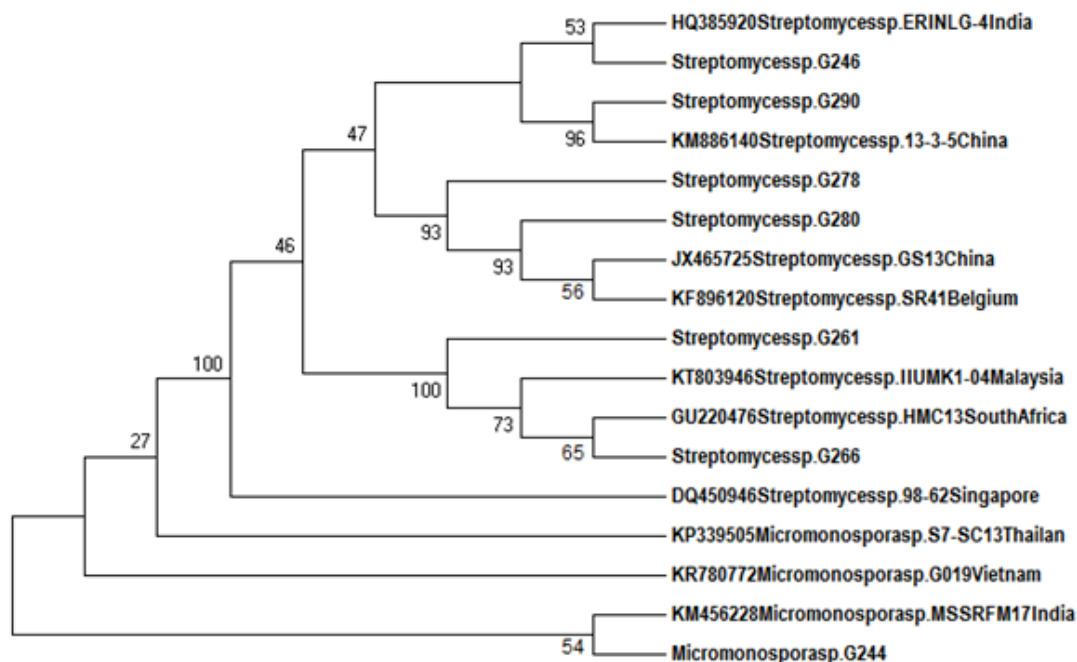 53
HQ385920Streptomycessp.ERINLG-4India
Streptomycessp.G246
Streptomycessp.G290
96
KM886140Streptomycessp.13-3-5China
47
Streptomycessp.G278
93
Streptomycessp.G280
46
93
JX465725Streptomycessp.GS13China
56
KF896120Streptomycessp.SR41Belgium
Streptomycessp.G261
100
100
KT803946Streptomycessp.IIUMK1-04Malaysia
73
GU220476Streptomycessp.HMC13SouthAfrica
27
65
Streptomycessp.G266
DQ450946Streptomycessp.98-62Singapore
KP339505Micromonosporasp.S7-SC13Thailan
KR780772Micromonosporasp.G019Vietnam
KM456228Micromonosporasp.MSSRFM17India
54
Micromonosporasp.G244